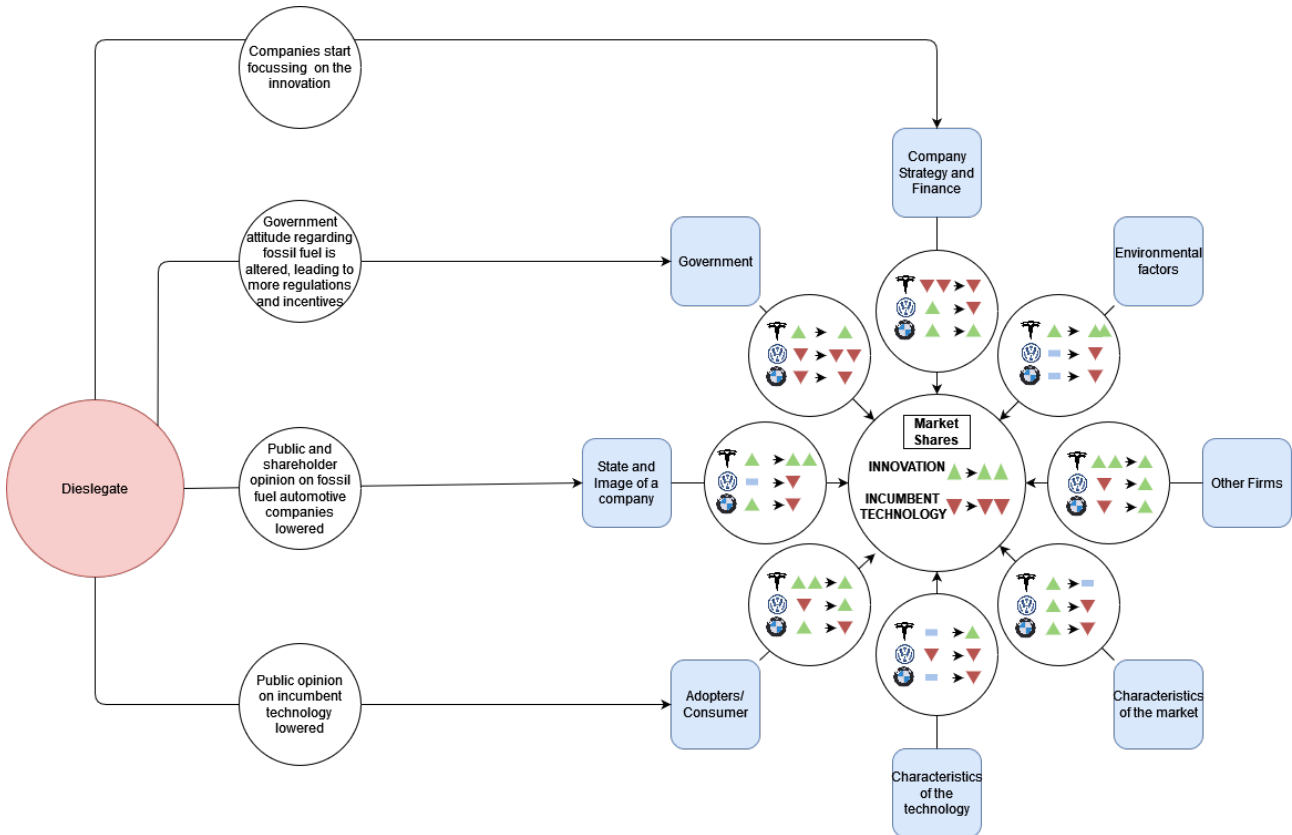 Companies start
focussing on the
innovation
Company
Strategy and
Finance
Government
attitude regarding
fossil fuel is
altered, leading to
more regulations
and incentives
Government
Environmental
factors
Market
Shares
INNOVATION
INCUMBENT
TECHNOLOGY
Dieslegate
Public and
shareholder
opinion on fossil
fuel automotive
companies
lowered
State and
Image of a
company
Other Firms
Public opinion
on incumbent
technology
lowered
Adopters/
Consumer
Characteristics
of the market
Characteristics
of the
technology